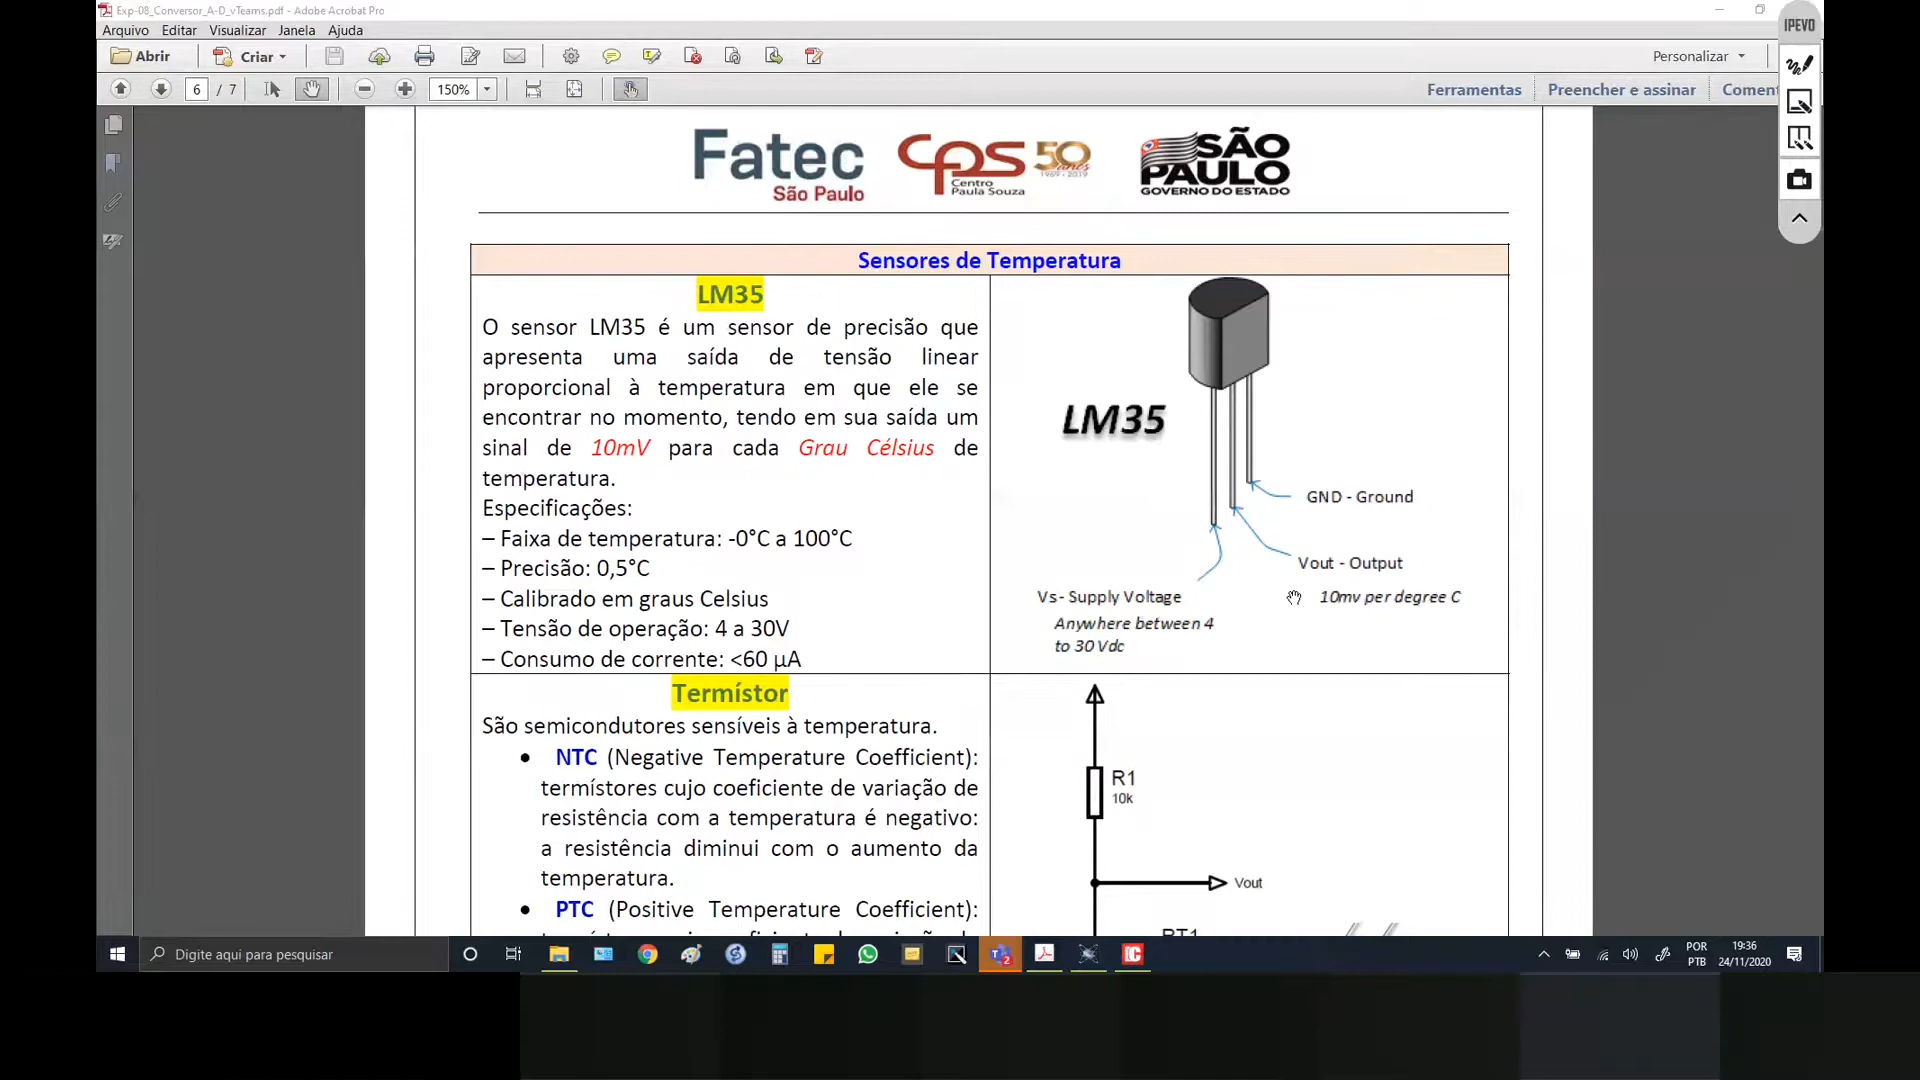 Exp-08_Conversor_A-D_vTeams.pdf - Adobe Acrobat Pro
Arquivo Editar Visualizar Janela Ajuda
IPEVO
Abrir Criar Personalizar
6 / 7 150% Ferramentas Preencher e assinar Coment
Fatec
São Paulo
CPS 50 anos
1969 - 2019
Centro
Paula Souza
SÃO
PAULO
GOVERNO DO ESTADO
Sensores de Temperatura
LM35
O sensor LM35 é um sensor de precisão que
apresenta uma saída de tensão linear
proporcional à temperatura em que ele se
encontrar no momento, tendo em sua saída um
sinal de 10mV para cada Grau Célsius de
temperatura.
Especificações:
– Faixa de temperatura: -0°C a 100°C
– Precisão: 0,5°C
– Calibrado em graus Celsius
– Tensão de operação: 4 a 30V
– Consumo de corrente: <60 µA
LM35
GND - Ground
Vout - Output
10mv per degree C
Vs- Supply Voltage
Anywhere between 4
to 30 Vdc
Termístor
São semicondutores sensíveis à temperatura.
• NTC (Negative Temperature Coefficient):
termístores cujo coeficiente de variação de
resistência com a temperatura é negativo:
a resistência diminui com o aumento da
temperatura.
• PTC (Positive Temperature Coefficient):
R1
10k
Vout
RT1
Digite aqui para pesquisar
POR
PTB
19:36
24/11/2020